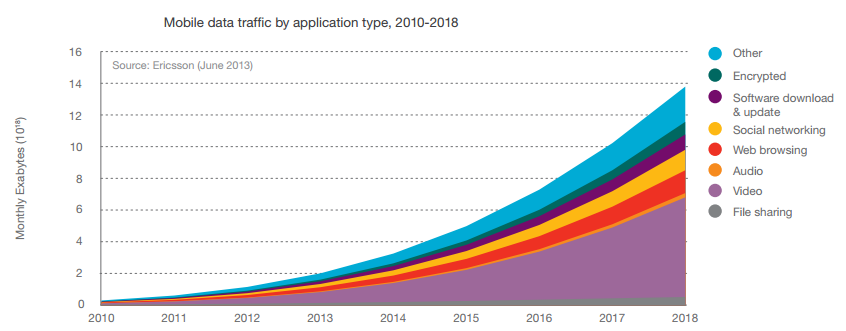 Mobile data traffic by application type, 2010-2018
Source: Ericsson (June 2013)
Monthly Exabytes (10¹⁸)
16
14
12
10
8
6
4
2
0
2010 2011 2012 2013 2014 2015 2016 2017 2018
Other
Encrypted
Software download
& update
Social networking
Web browsing
Audio
Video
File sharing